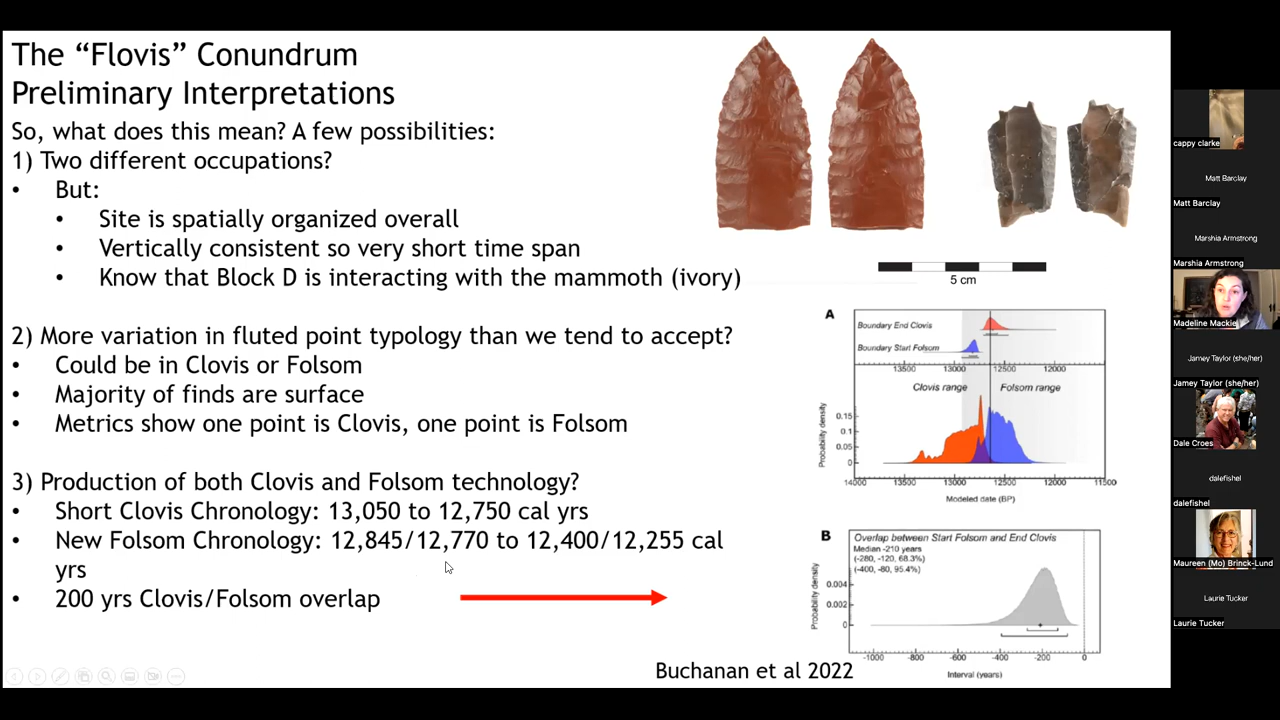 The “Flovis” Conundrum
Preliminary Interpretations
So, what does this mean? A few possibilities:
1) Two different occupations?
• But:
• Site is spatially organized overall
• Vertically consistent so very short time span
• Know that Block D is interacting with the mammoth (ivory)
2) More variation in fluted point typology than we tend to accept?
• Could be in Clovis or Folsom
• Majority of finds are surface
• Metrics show one point is Clovis, one point is Folsom
3) Production of both Clovis and Folsom technology?
• Short Clovis Chronology: 13,050 to 12,750 cal yrs
• New Folsom Chronology: 12,845/12,770 to 12,400/12,255 cal
yrs
• 200 yrs Clovis/Folsom overlap
5 cm
A
Boundary End Clovis
Boundary Start Folsom
13500 13000 12500 12000
Clovis range Folsom range
Probability density
0.15
0.1
0.05
0
14000 13500 13000 12500 12000 11500
Modeled date (BP)
B
Overlap between Start Folsom and End Clovis
Median -210 years
(-280, -120, 68.3%)
(-400, -80, 95.4%)
Probability density
0.004
0.002
0
-1000 -800 -600 -400 -200 0
Interval (years)
Buchanan et al 2022
cappy clarke
Matt Barclay
Matt Barclay
Marshia Armstrong
Marshia Armstrong
Madeline Mackie
Jamey Taylor (she/her)
Jamey Taylor (she/her)
Dale Croes
dalefishel
dalefishel
Maureen (Mo) Brinck-Lund
Laurie Tucker
Laurie Tucker